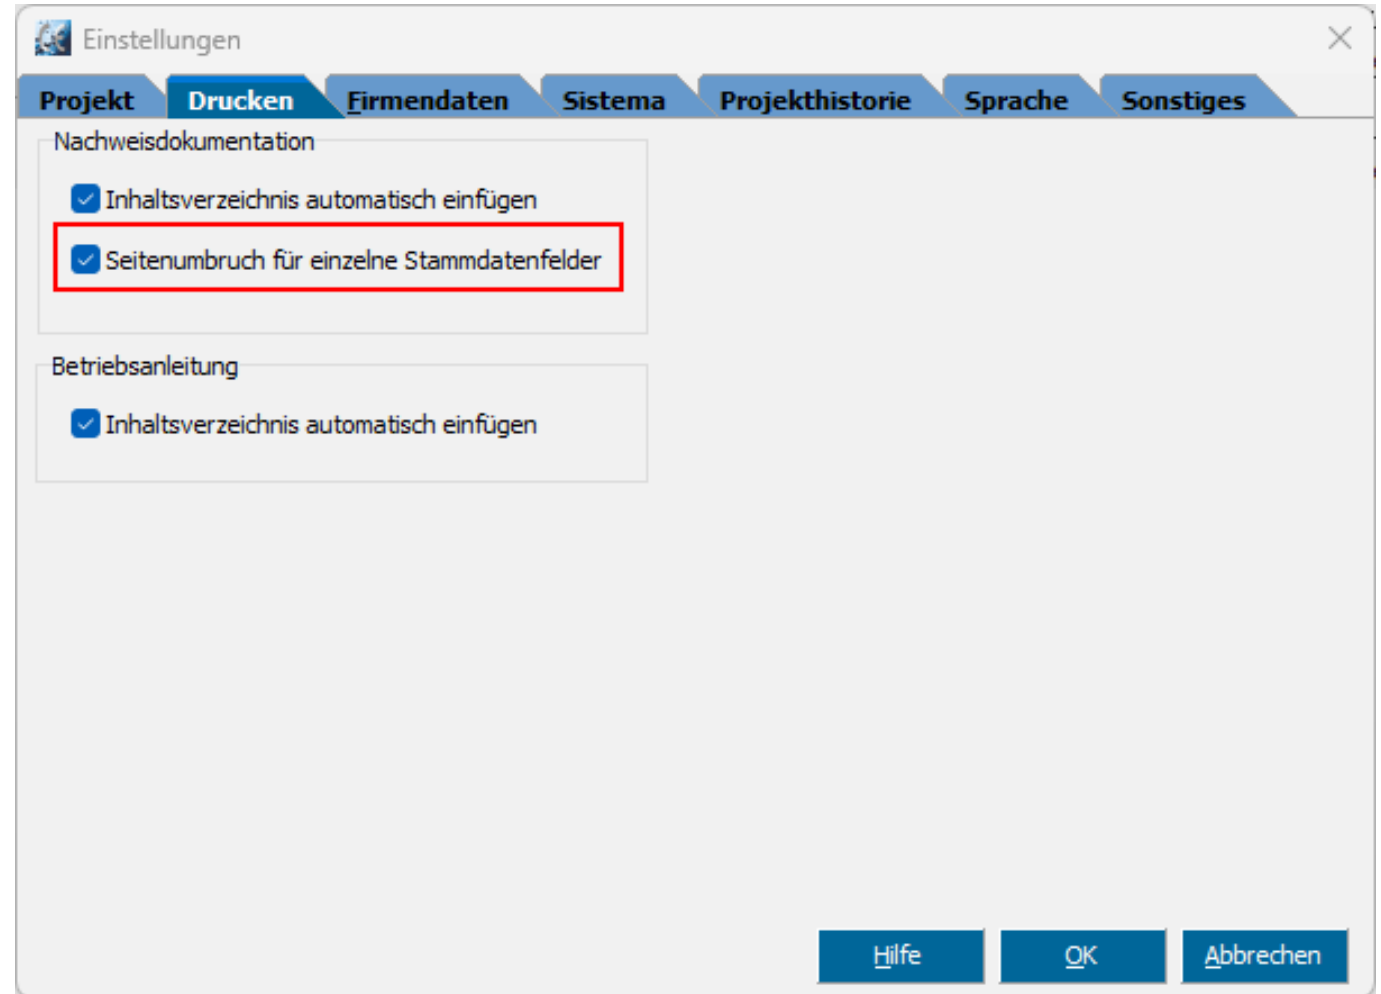 Einstellungen
Projekt Drucken Firmendaten Sistema Projekthistorie Sprache Sonstiges
Nachweisdokumentation
Inhaltsverzeichnis automatisch einfügen
Seitenumbruch für einzelne Stammdatenfelder
Betriebsanleitung
Inhaltsverzeichnis automatisch einfügen
Hilfe OK Abbrechen